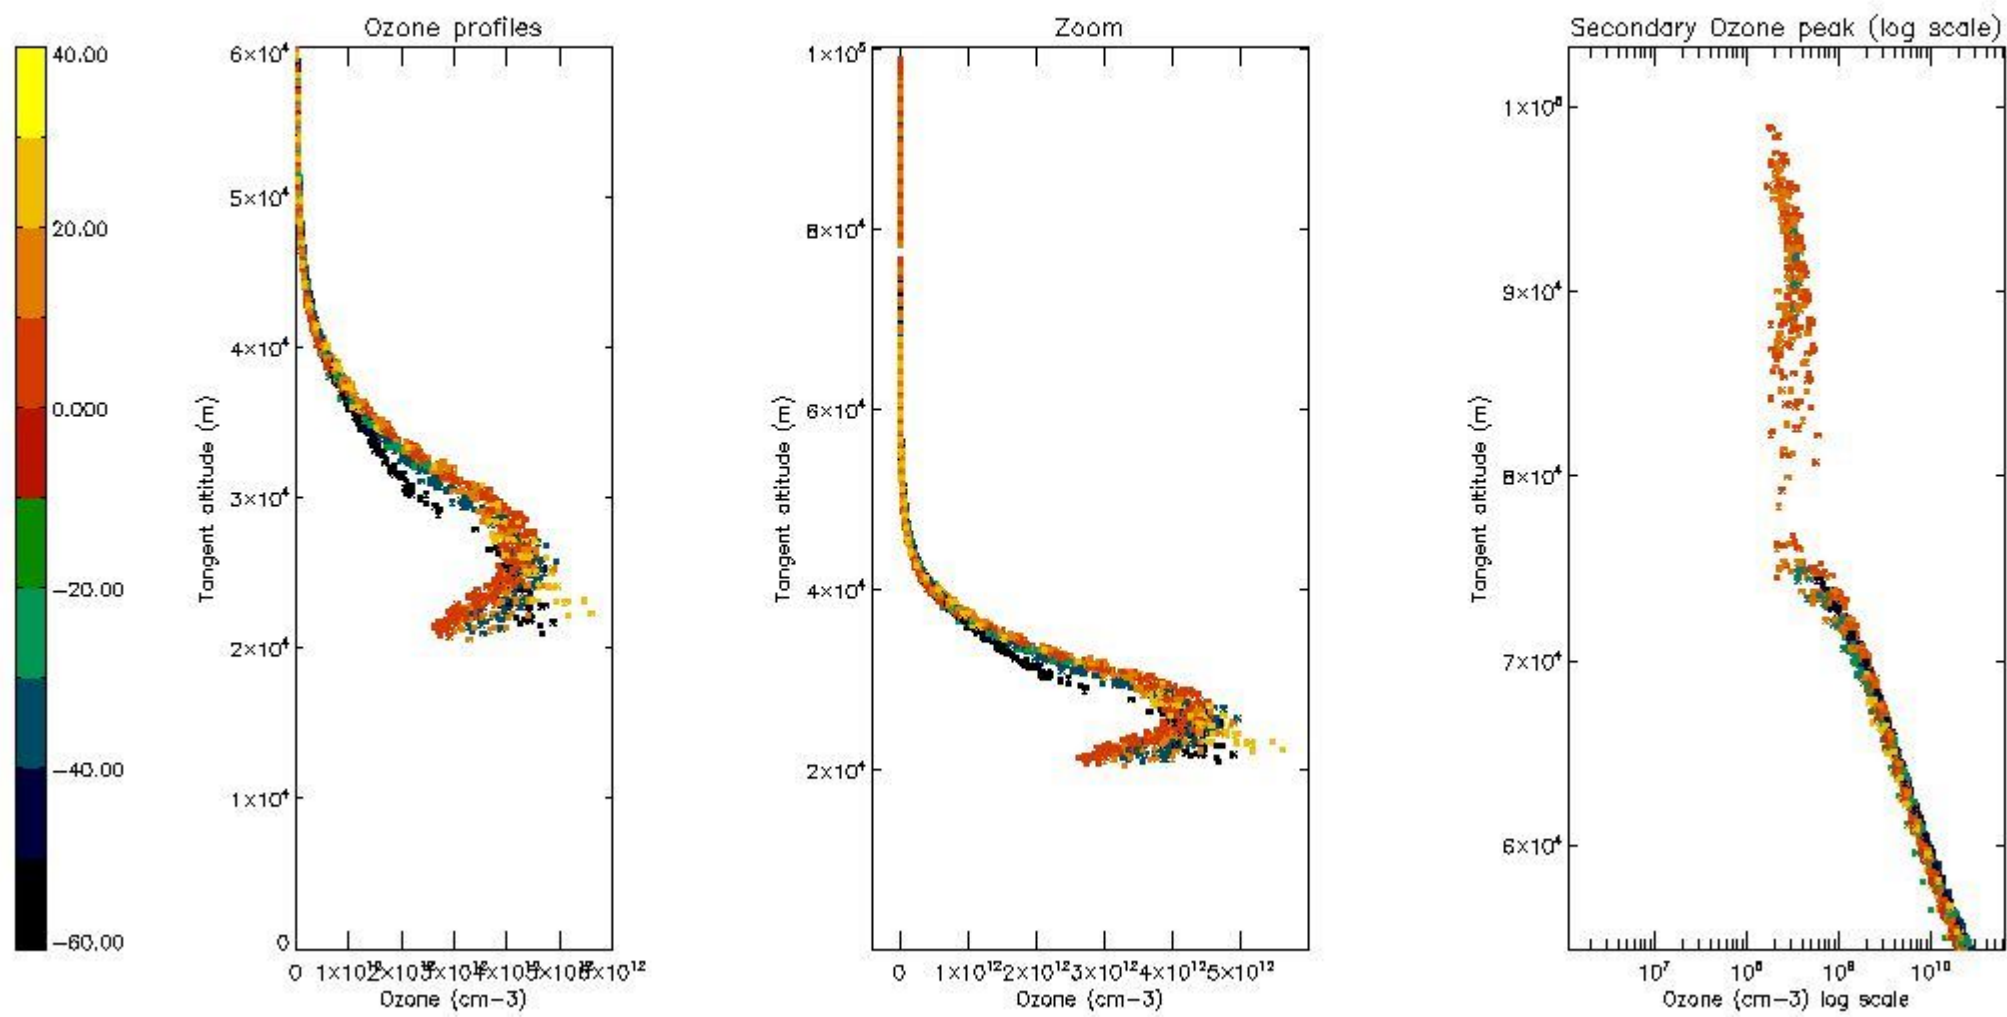 Ozone profiles
Zoom
Secondary Ozone peak (log scale)
40.00
20.00
0.000
−20.00
−40.00
−60.00
Tangent altitude (m)
6×10⁴
5×10⁴
4×10⁴
3×10⁴
2×10⁴
1×10⁴
0
0 1×10¹²
Ozone (cm−3)
Tangent altitude (m)
1×10⁵
8×10⁴
6×10⁴
4×10⁴
2×10⁴
0 1×10¹² 2×10¹² 3×10¹² 4×10¹² 5×10¹²
Ozone (cm−3)
Tangent altitude (m)
9×10⁴
8×10⁴
7×10⁴
6×10⁴
10⁷ 10⁸ 10⁹ 10¹⁰
Ozone (cm−3) log scale